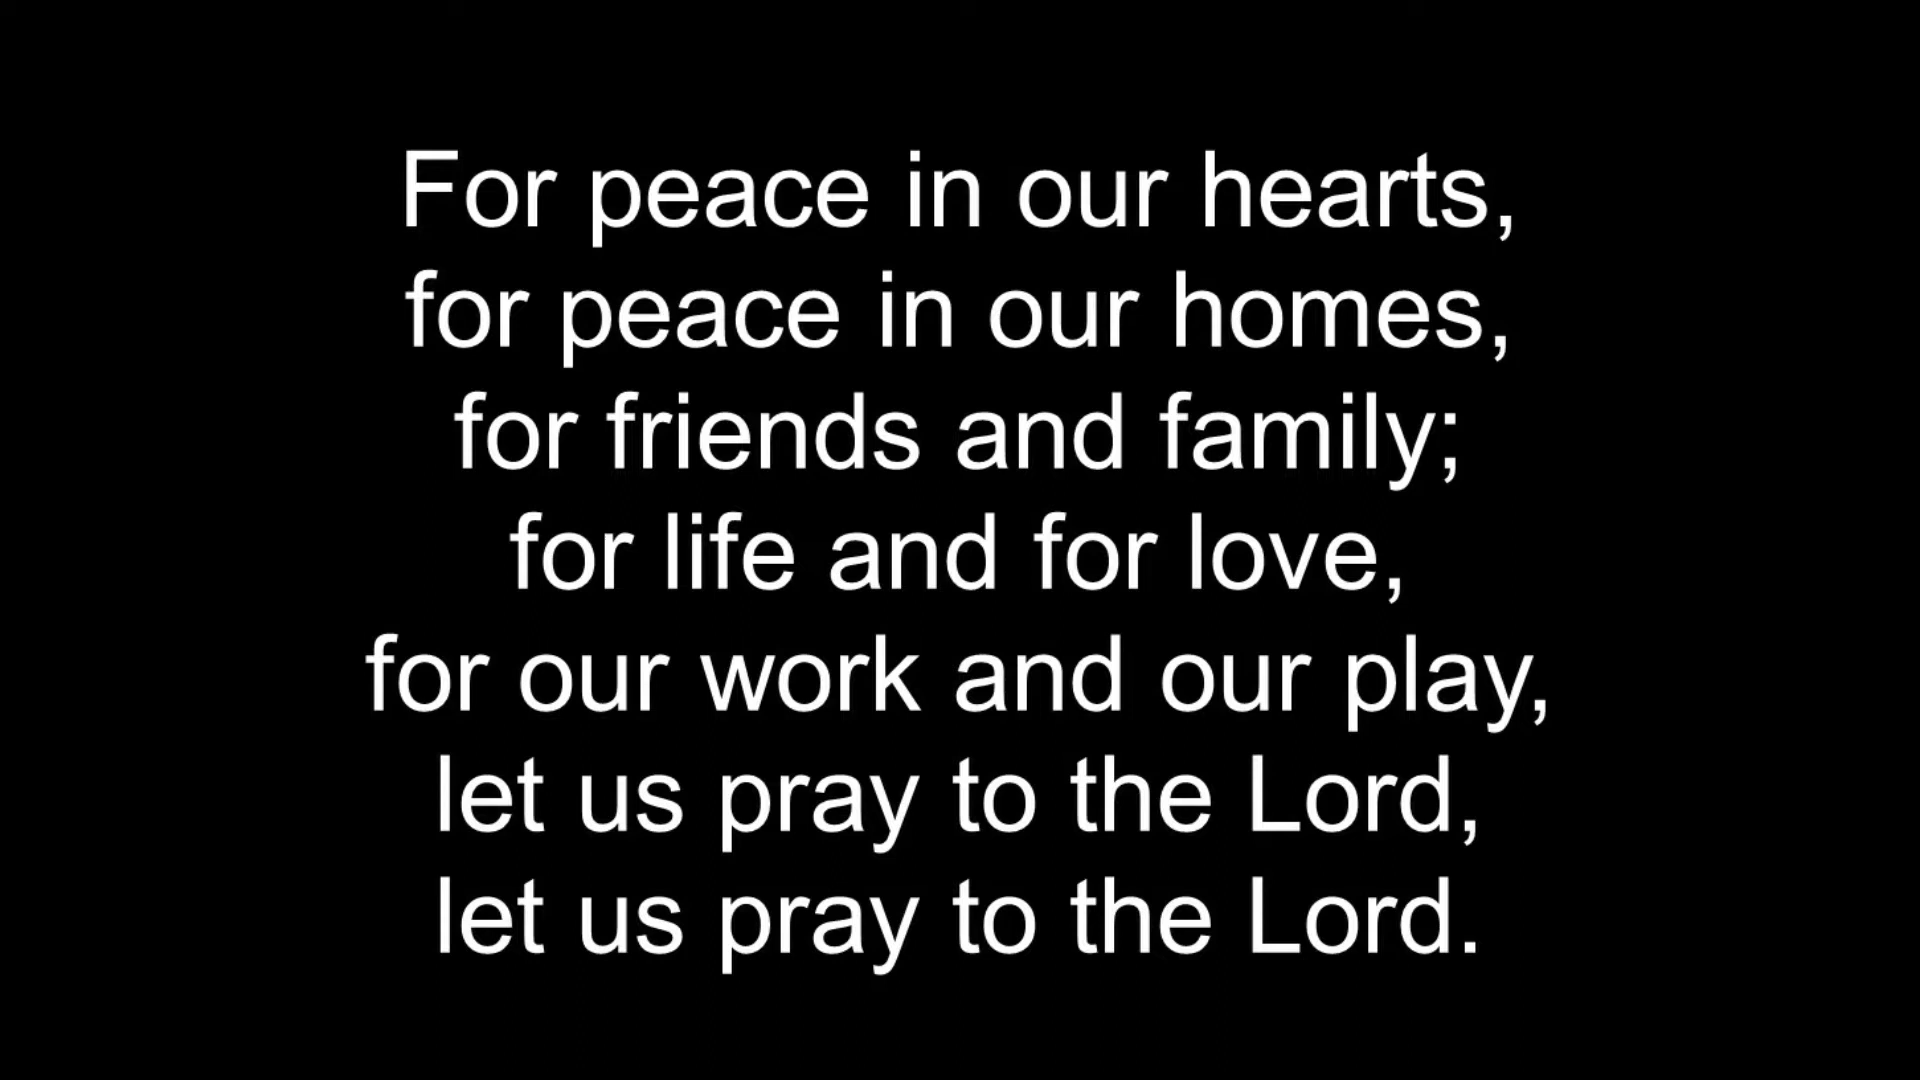 For peace in our hearts,
for peace in our homes,
for friends and family;
for life and for love,
for our work and our play,
let us pray to the Lord,
let us pray to the Lord.